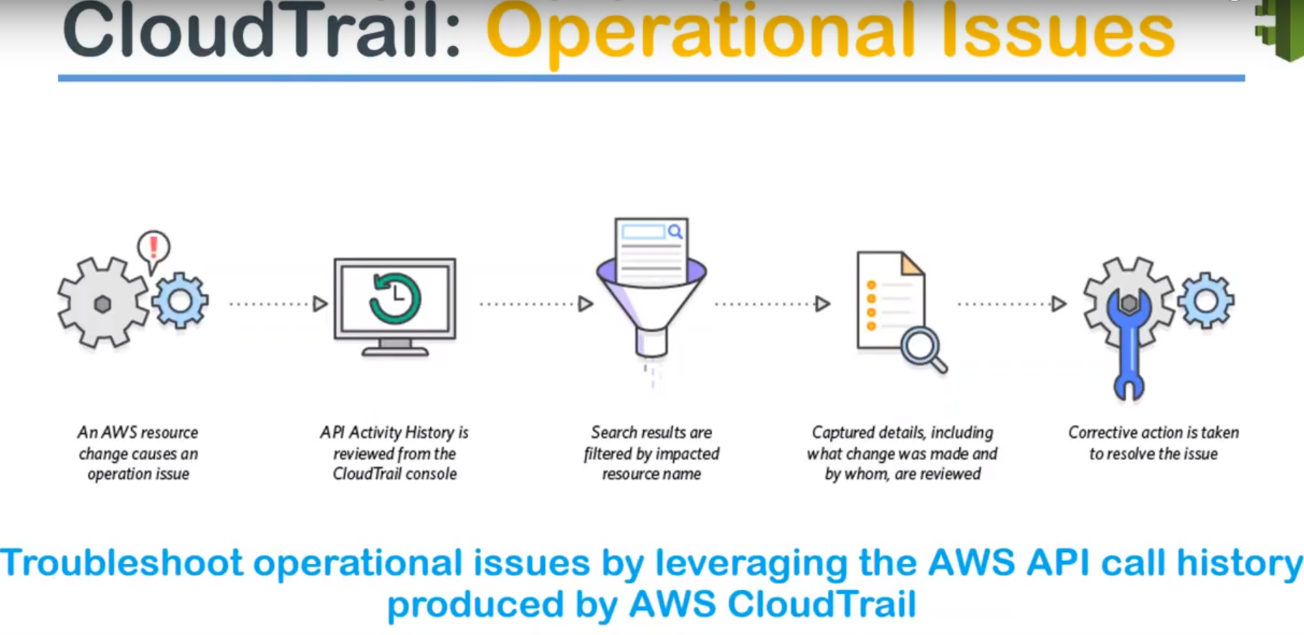 CloudTrail: Operational Issues
An AWS resource
change causes an
operation issue
API Activity History is
reviewed from the
CloudTrail console
Search results are
filtered by impacted
resource name
Captured details, including
what change was made and
by whom, are reviewed
Corrective action is taken
to resolve the issue
Troubleshoot operational issues by leveraging the AWS API call history
produced by AWS CloudTrail